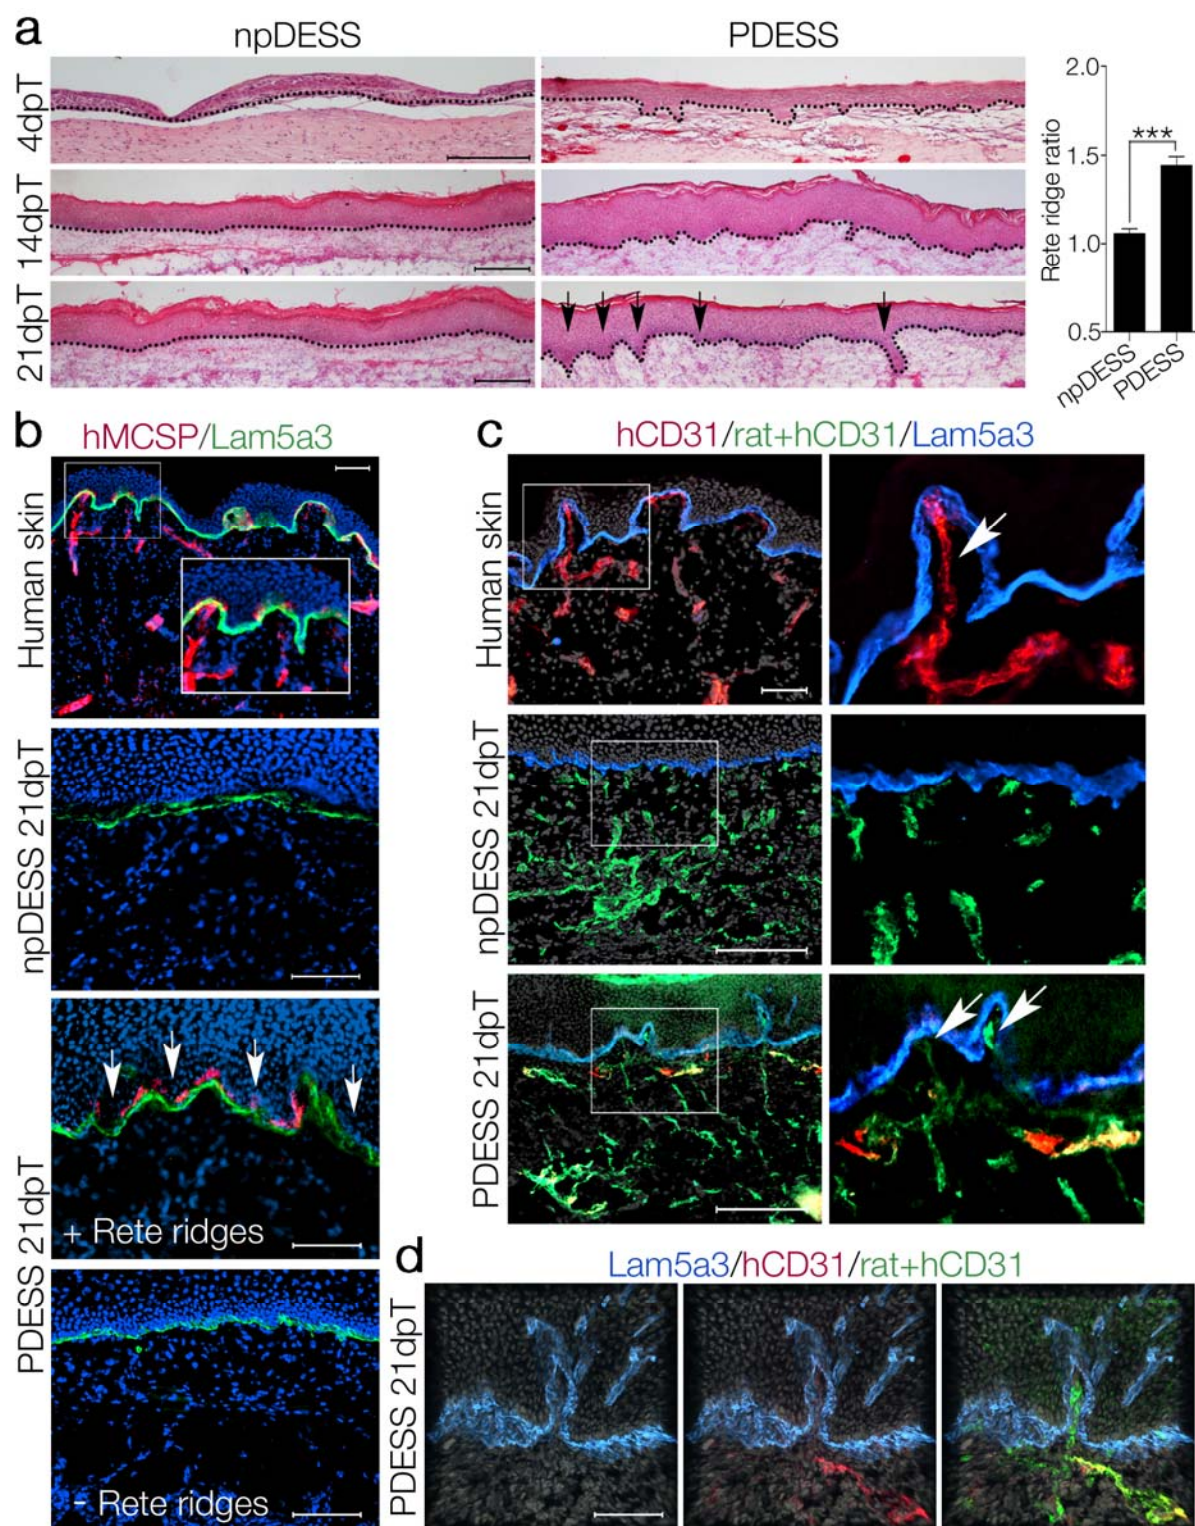 a
npDESS
PDESS
4dpT
14dpT
21dpT
2.0
1.5
1.0
0.5
Rete ridge ratio
***
npDESS
PDESS
b
hMCSP/Lam5a3
Human skin
npDESS 21dpT
PDESS 21dpT
+ Rete ridges
- Rete ridges
c
hCD31/rat+hCD31/Lam5a3
Human skin
npDESS 21dpT
PDESS 21dpT
d
Lam5a3/hCD31/rat+hCD31
PDESS 21dpT